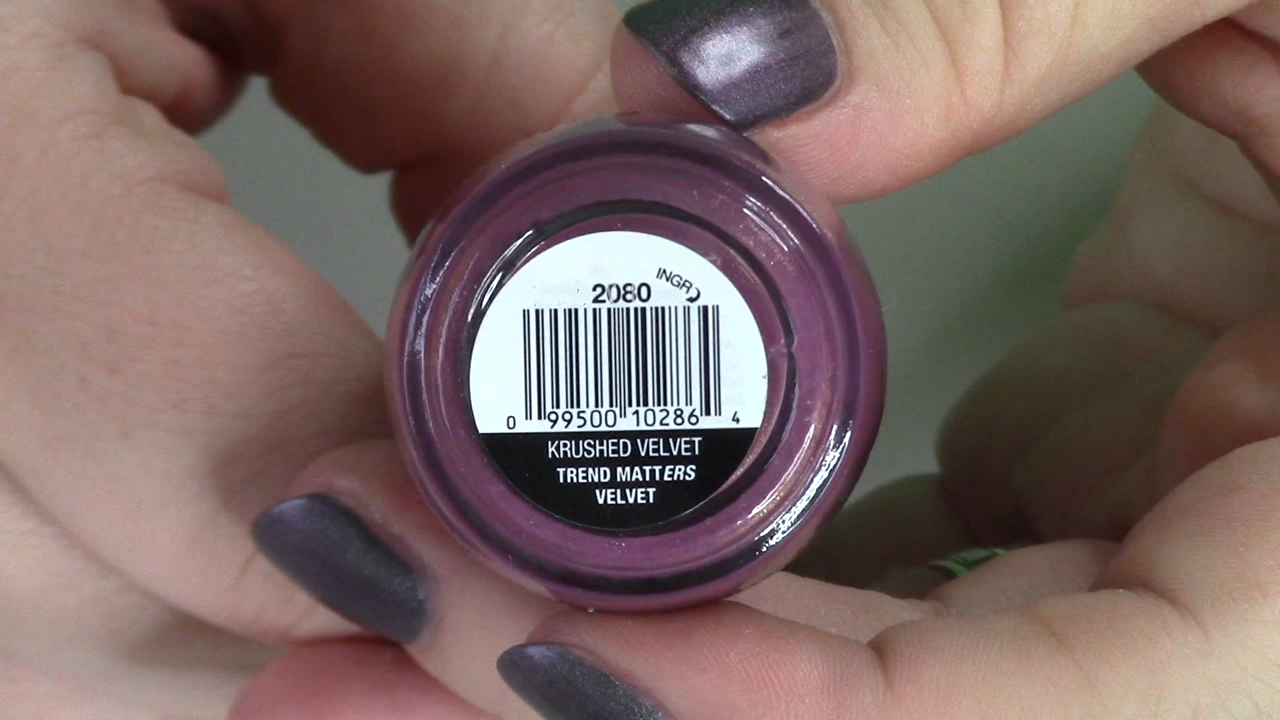 INGR
2080
0 99500 10286 4
KRUSHED VELVET
TREND MATTERS
VELVET